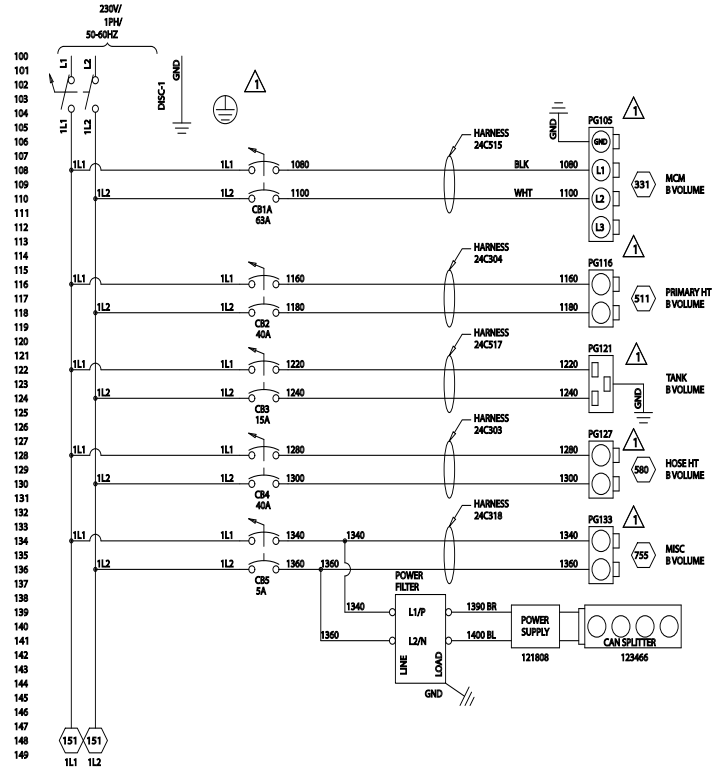 230V/
1PH/
50-60HZ
100
101
102
103
104
105
106
107
108
109
110
111
112
113
114
115
116
117
118
119
120
121
122
123
124
125
126
127
128
129
130
131
132
133
134
135
136
137
138
139
140
141
142
143
144
145
146
147
148
149
L1 L2 GND
DISC-1
1L1 1L2
1
1L1 1L1 1080
1L2 1L2 1100
CB1A
63A
HARNESS
24C515
BLK 1080
WHT 1100
GND
PG105
1
GND
L1
L2
L3
331
MCM
B VOLUME
1L1 1L1 1160
1L2 1L2 1180
CB2
40A
HARNESS
24C304
1160
1180
PG116
1
511
PRIMARY HT
B VOLUME
1L1 1L1 1220
1L2 1L2 1240
CB3
15A
HARNESS
24C517
1220
1240
PG121
1
GND
TANK
B VOLUME
1L1 1L1 1280
1L2 1L2 1300
CB4
40A
HARNESS
24C303
1280
1300
PG127
1
580
HOSE HT
B VOLUME
1L1 1L1 1340 1340
1L2 1L2 1360 1360
CB5
5A
HARNESS
24C318
1340
1360
PG133
1
755
MISC
B VOLUME
POWER
FILTER
1340 L1/P 1390 BR
1360 L2/N 1400 BL
LINE LOAD
GND
POWER
SUPPLY
121808
CAN SPLITTER
123466
151 151
1L1 1L2